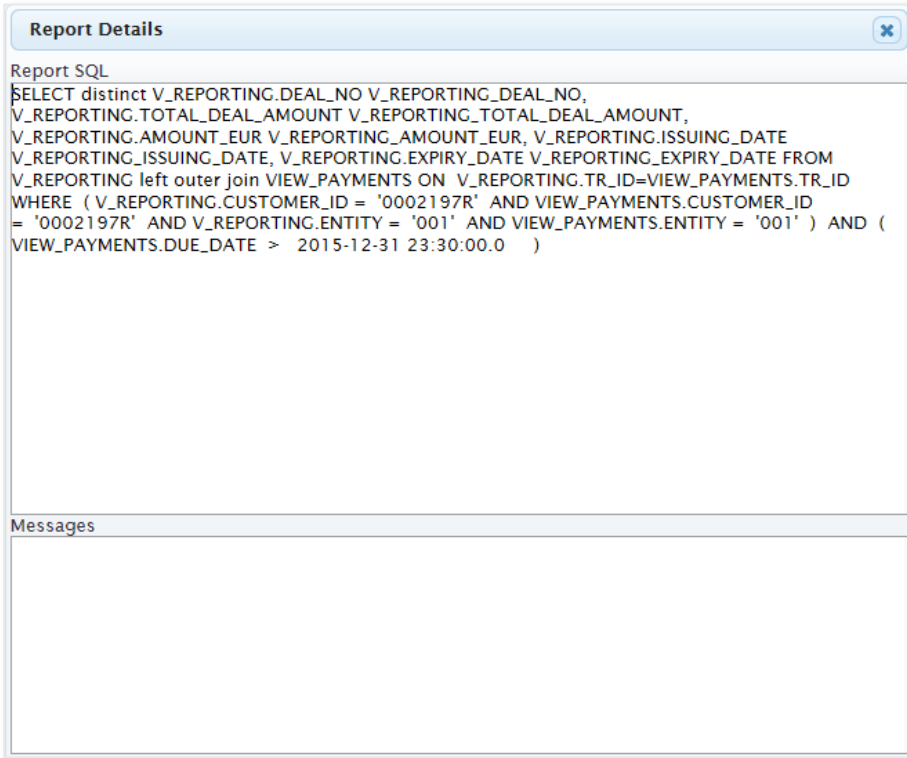 Report Details
Report SQL
SELECT distinct V_REPORTING.DEAL_NO V_REPORTING_DEAL_NO,
V_REPORTING.TOTAL_DEAL_AMOUNT V_REPORTING_TOTAL_DEAL_AMOUNT,
V_REPORTING.AMOUNT_EUR V_REPORTING_AMOUNT_EUR, V_REPORTING.ISSUING_DATE
V_REPORTING_ISSUING_DATE, V_REPORTING.EXPIRY_DATE V_REPORTING_EXPIRY_DATE FROM
V_REPORTING left outer join VIEW_PAYMENTS ON  V_REPORTING.TR_ID=VIEW_PAYMENTS.TR_ID
WHERE  ( V_REPORTING.CUSTOMER_ID =  '0002197R'  AND VIEW_PAYMENTS.CUSTOMER_ID
=  '0002197R'  AND V_REPORTING.ENTITY =  '001'  AND VIEW_PAYMENTS.ENTITY =  '001'  )  AND  (
VIEW_PAYMENTS.DUE_DATE  >   2015-12-31 23:30:00.0    )
Messages